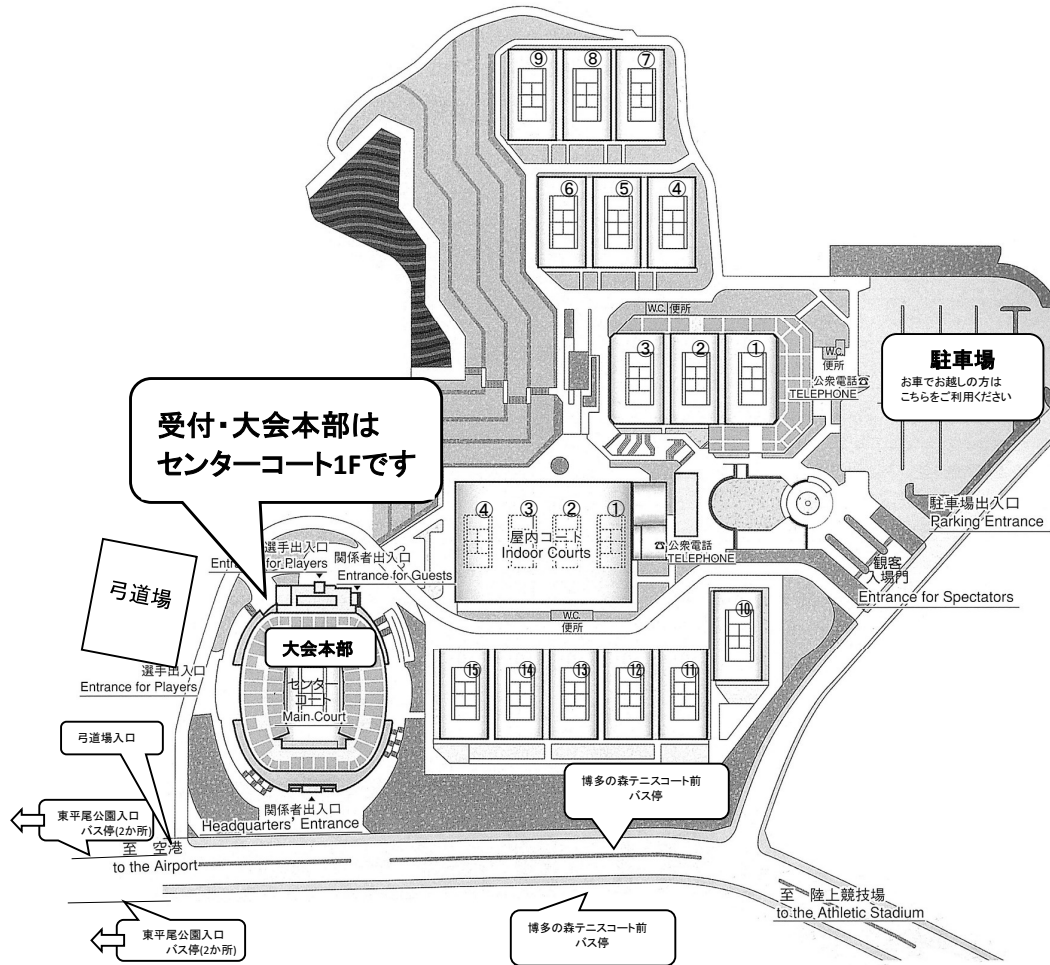 ⑨
⑧
⑦
⑥
⑤
④
W.C. 便所
③
②
①
W.C.
便所
公衆電話☎
TELEPHONE
駐車場
お車でお越しの方は
こちらをご利用ください
受付・大会本部は
センターコート1Fです
駐車場出入口
Parking Entrance
④
③
②
①
屋内コート
Indoor Courts
☎公衆電話
TELEPHONE
観客
入場門
Entrance for Spectators
選手出入口
for Players
関係者出入口
Entrance for Guests
弓道場
W.C.
便所
⑩
大会本部
センター
コート
Main Court
⑮
⑭
⑬
⑫
⑪
選手出入口
Entrance for Players
弓道場入口
博多の森テニスコート前
バス停
関係者出入口
Headquarters' Entrance
東平尾公園入口
バス停(2か所)
至 空港
to the Airport
至 陸上競技場
to the Athletic Stadium
東平尾公園入口
バス停(2か所)
博多の森テニスコート前
バス停